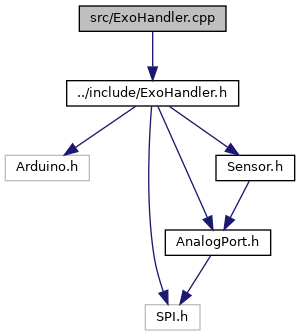 src/ExoHandler.cpp
../include/ExoHandler.h
Arduino.h
Sensor.h
AnalogPort.h
SPI.h